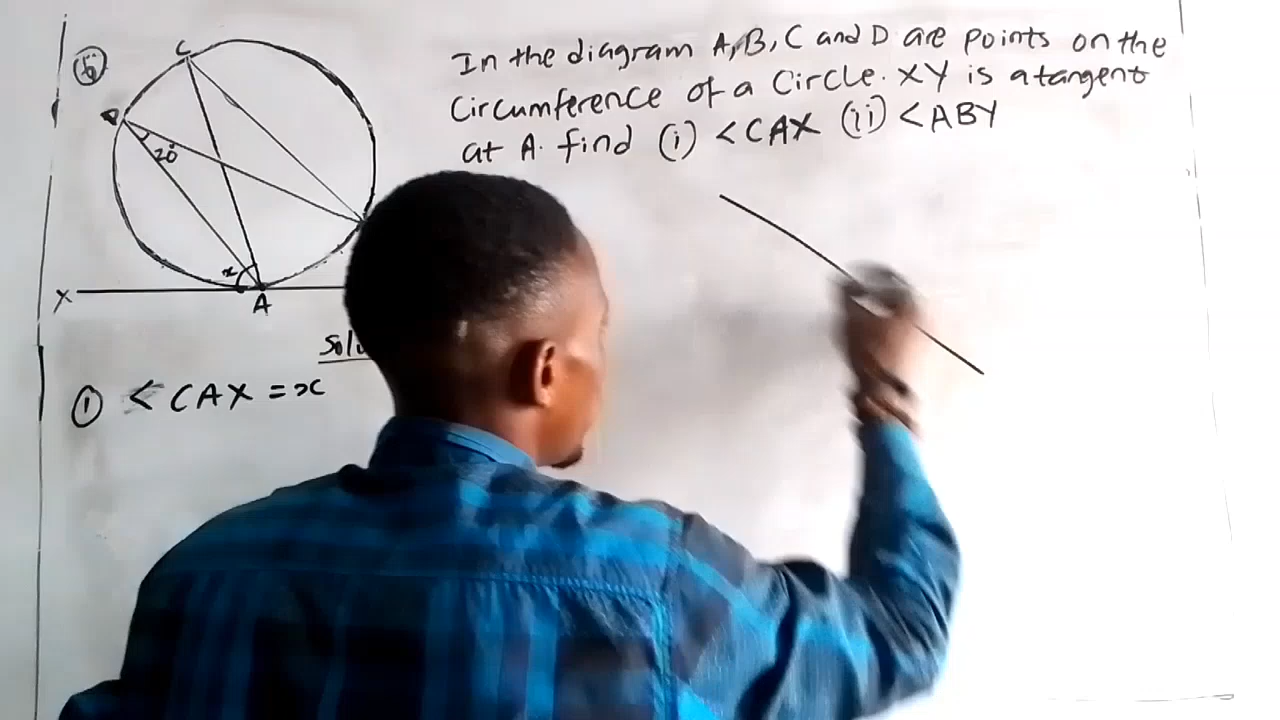 5
C
D
20°
x
X
A
In the diagram A,B, C and D are points on the
Circumference of a Circle. XY is a tangent
at A. find (i) <CAX (ii) <ABY
Solu
① < CAX = x